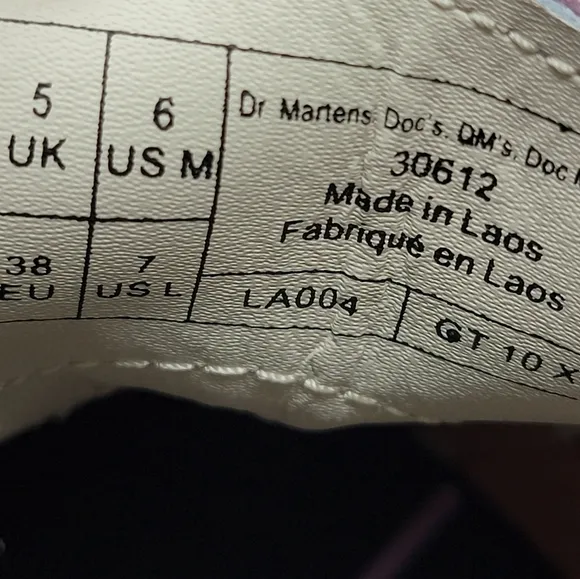 5
UK
6
US M
38
EU
7
US L
Dr Martens. Doc's. DM's. Doc
30612
Made in Laos
Fabriqué en Laos
LA004
GT 10 X